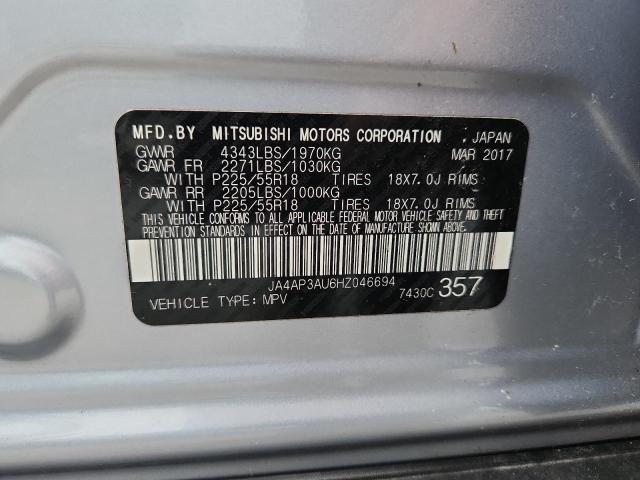 MFD.BY MITSUBISHI MOTORS CORPORATION , JAPAN
GVWR 4343LBS/1970KG MAR 2017
GAWR FR 2271LBS/1030KG
WITH P225/55R18 TIRES 18X7.0J RIMS
GAWR RR 2205LBS/1000KG
WITH P225/55R18 TIRES 18X7.0J RIMS
THIS VEHICLE CONFORMS TO ALL APPLICABLE FEDERAL MOTOR VEHICLE SAFETY AND THEFT
PREVENTION STANDARDS IN EFFECT ON THE DATE OF MANUFACTURE SHOWN ABOVE.
JA4AP3AU6HZ046694
VEHICLE TYPE: MPV 7430C 357